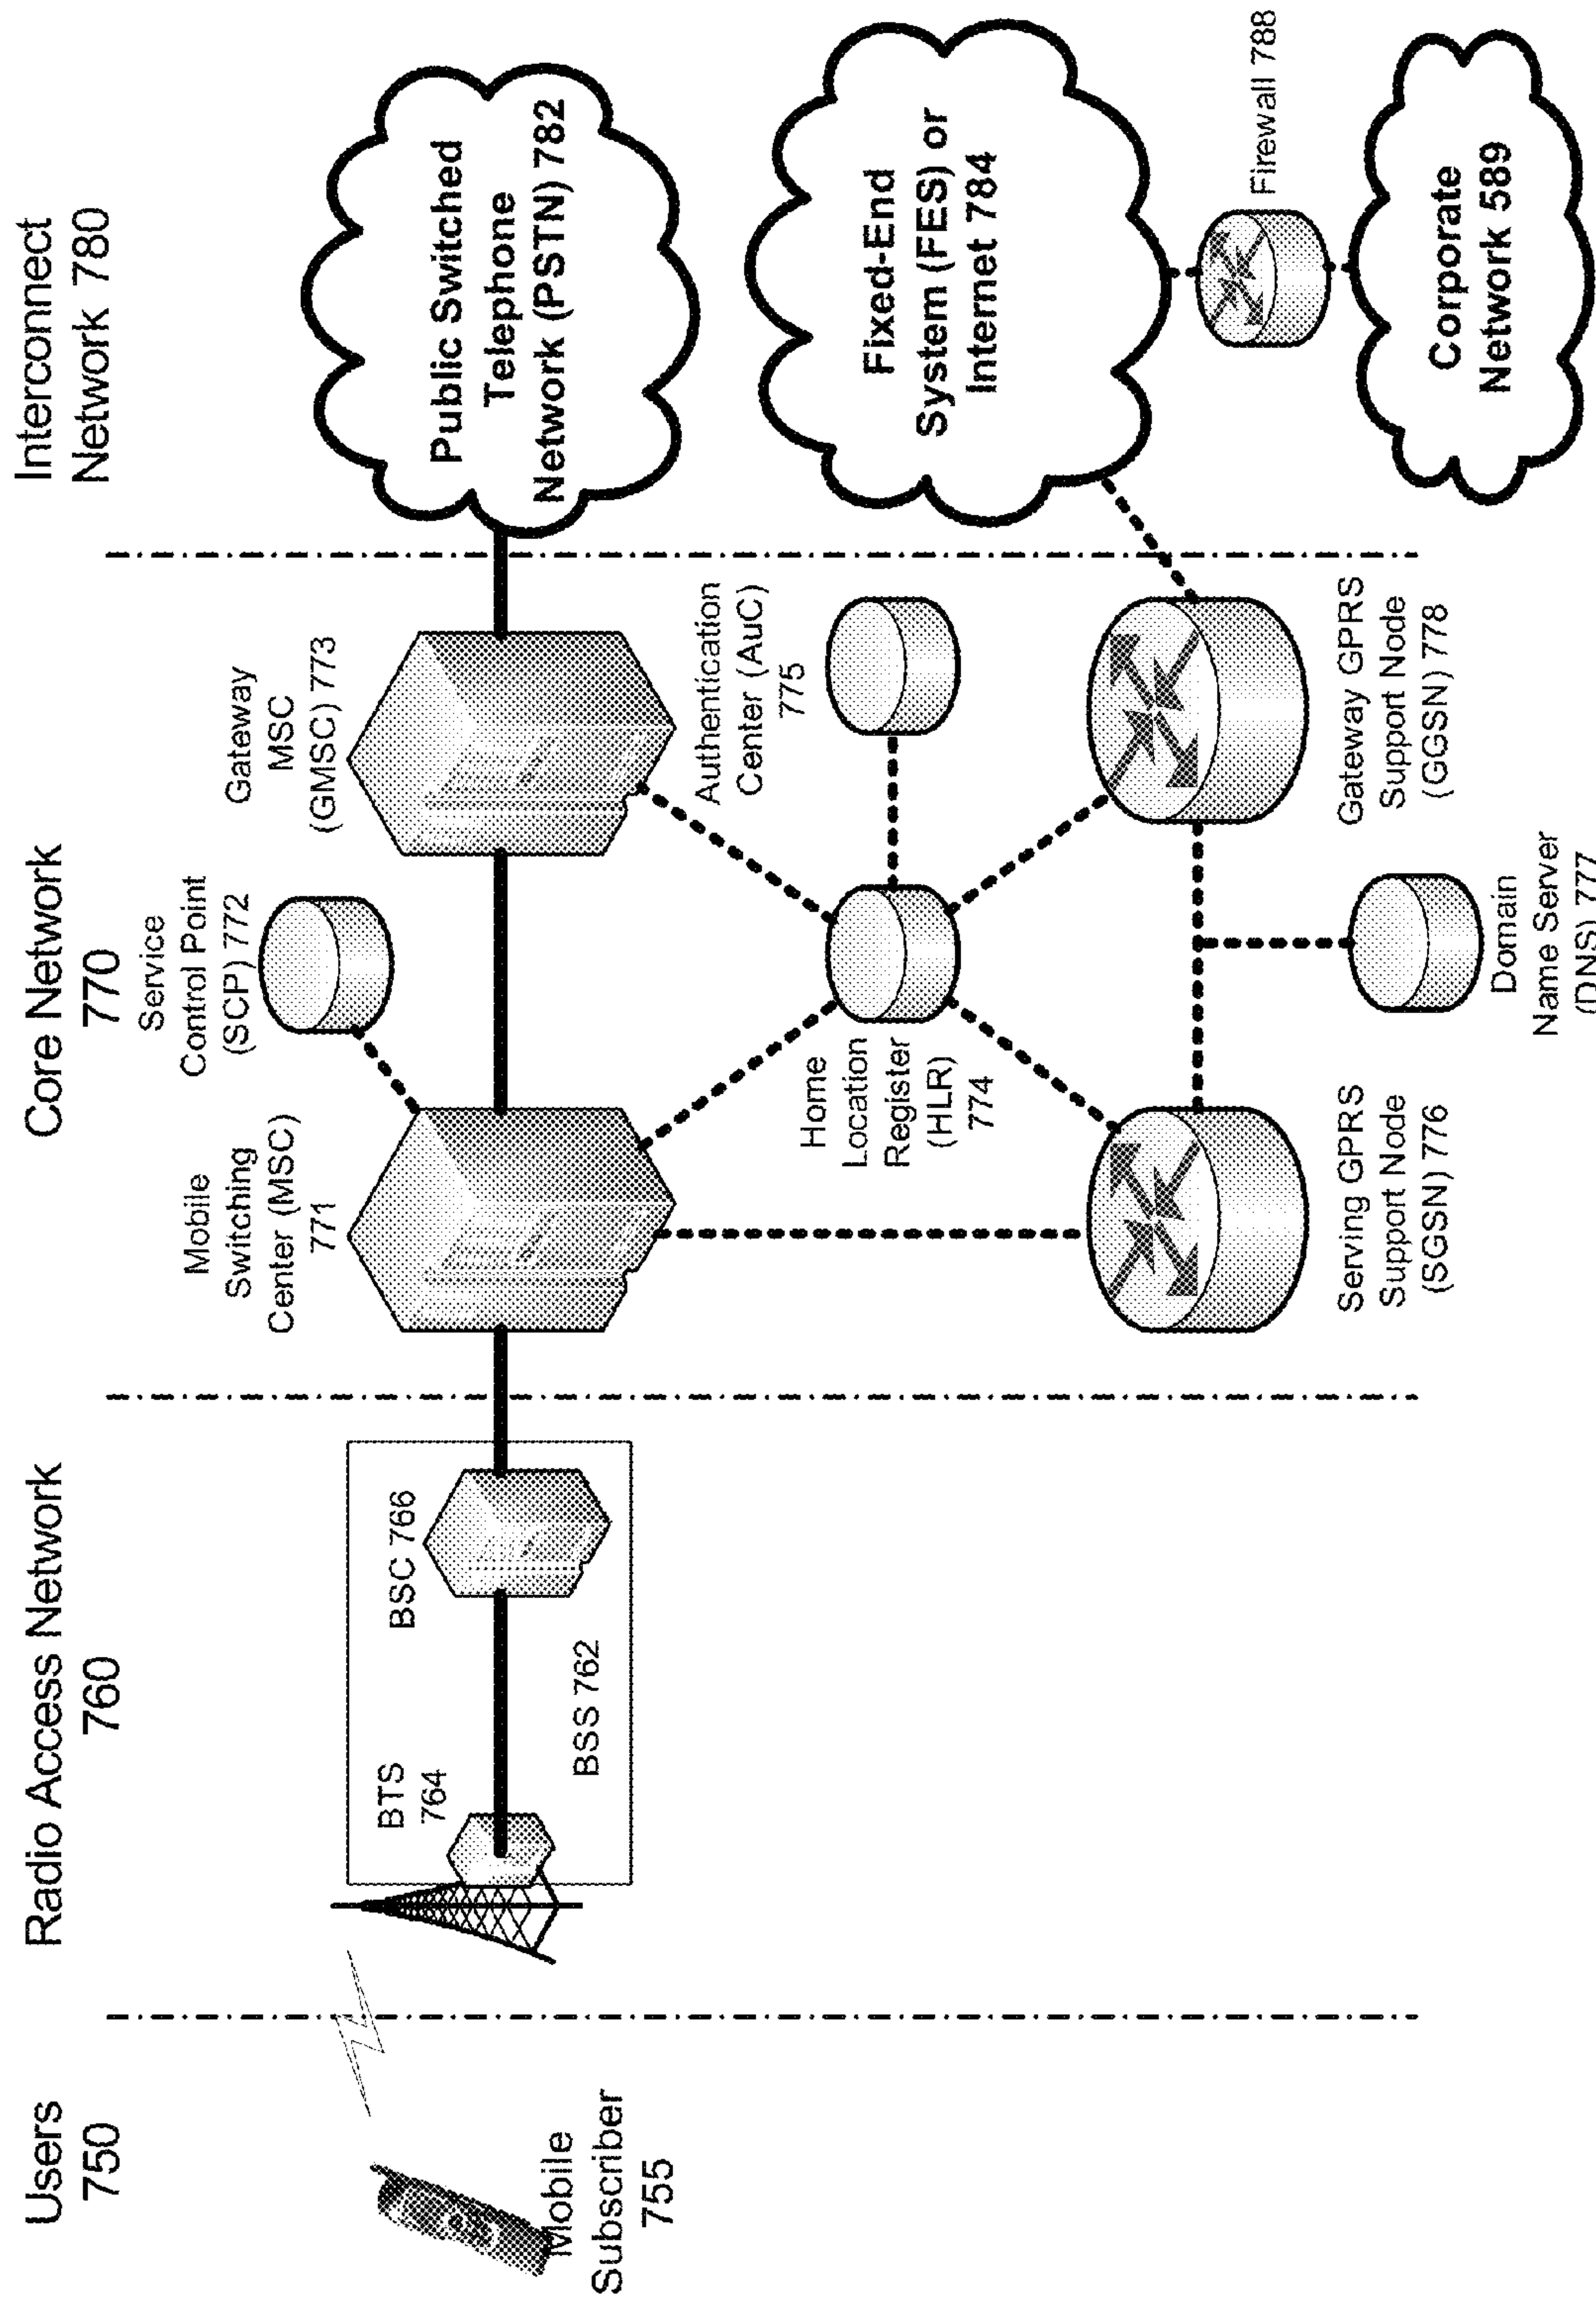 Users
750
Radio Access Network
760
Core Network
770
Interconnect
Network 780
Mobile
Subscriber
755
BTS
764
BSC 766
BSS 762
Mobile
Switching
Center (MSC)
771
Service
Control Point
(SCP) 772
Gateway
MSC
(GMSC) 773
Public Switched
Telephone
Network (PSTN) 782
Home
Location
Register
(HLR)
774
Authentication
Center (AuC)
775
Fixed-End
System (FES) or
Internet 784
Serving GPRS
Support Node
(SGSN) 776
Gateway GPRS
Support Node
(GGSN) 778
Firewall 788
Domain
Name Server
(DNS) 777
Corporate
Network 589